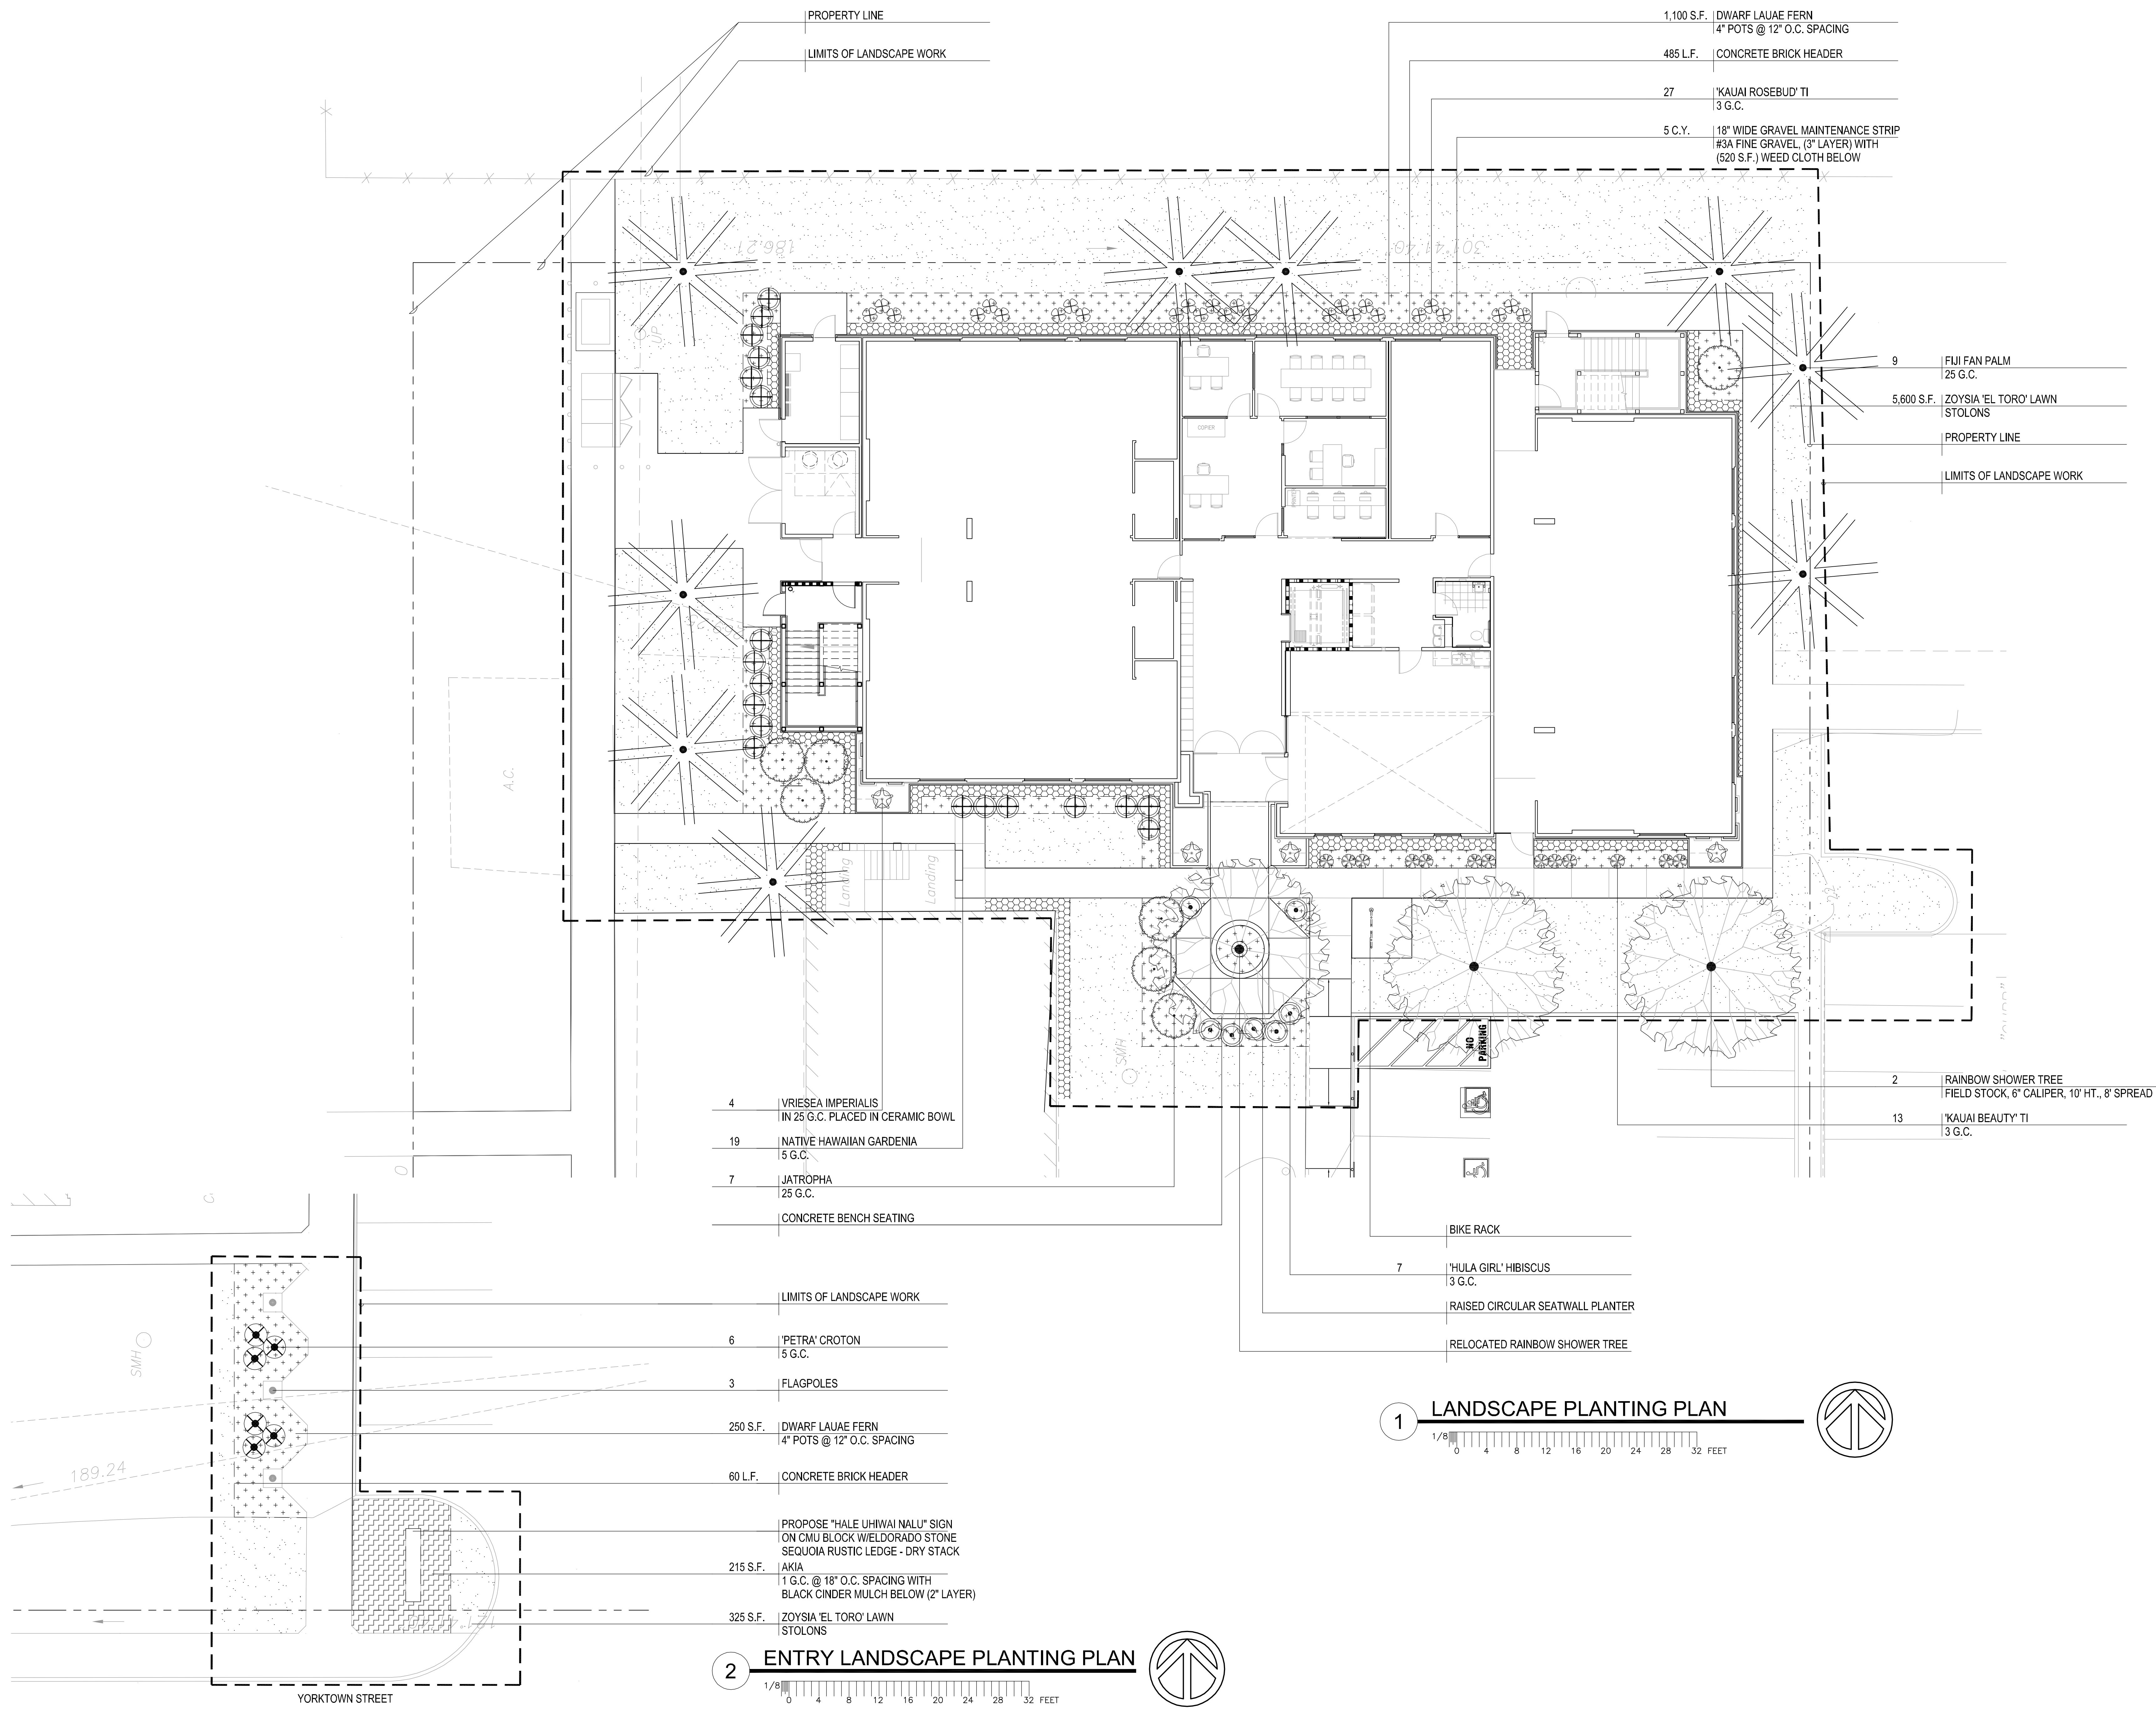 PROPERTY LINE
LIMITS OF LANDSCAPE WORK
1,100 S.F. DWARF LAUAE FERN
4" POTS @ 12" O.C. SPACING
485 L.F. CONCRETE BRICK HEADER
27 'KAUAI ROSEBUD' TI
3 G.C.
5 C.Y. 18" WIDE GRAVEL MAINTENANCE STRIP
#3A FINE GRAVEL, (3" LAYER) WITH
(520 S.F.) WEED CLOTH BELOW
186.21
301.41.40
UP
9 FIJI FAN PALM
25 G.C.
5,600 S.F. ZOYSIA 'EL TORO' LAWN
STOLONS
PROPERTY LINE
LIMITS OF LANDSCAPE WORK
COPIER
A.C.
Landing
Landing
SMH
NO
PARKING
2 RAINBOW SHOWER TREE
FIELD STOCK, 6" CALIPER, 10' HT., 8' SPREAD
13 'KAUAI BEAUTY' TI
3 G.C.
4 VRIESEA IMPERIALIS
IN 25 G.C. PLACED IN CERAMIC BOWL
19 NATIVE HAWAIIAN GARDENIA
5 G.C.
7 JATROPHA
25 G.C.
CONCRETE BENCH SEATING
BIKE RACK
7 'HULA GIRL' HIBISCUS
3 G.C.
RAISED CIRCULAR SEATWALL PLANTER
RELOCATED RAINBOW SHOWER TREE
1 LANDSCAPE PLANTING PLAN
1/8
0 4 8 12 16 20 24 28 32 FEET
LIMITS OF LANDSCAPE WORK
6 'PETRA' CROTON
5 G.C.
3 FLAGPOLES
250 S.F. DWARF LAUAE FERN
4" POTS @ 12" O.C. SPACING
60 L.F. CONCRETE BRICK HEADER
PROPOSE "HALE UHIWAI NALU" SIGN
ON CMU BLOCK W/ELDORADO STONE
SEQUOIA RUSTIC LEDGE - DRY STACK
215 S.F. AKIA
1 G.C. @ 18" O.C. SPACING WITH
BLACK CINDER MULCH BELOW (2" LAYER)
325 S.F. ZOYSIA 'EL TORO' LAWN
STOLONS
SMH
189.24
YORKTOWN STREET
2 ENTRY LANDSCAPE PLANTING PLAN
1/8
0 4 8 12 16 20 24 28 32 FEET